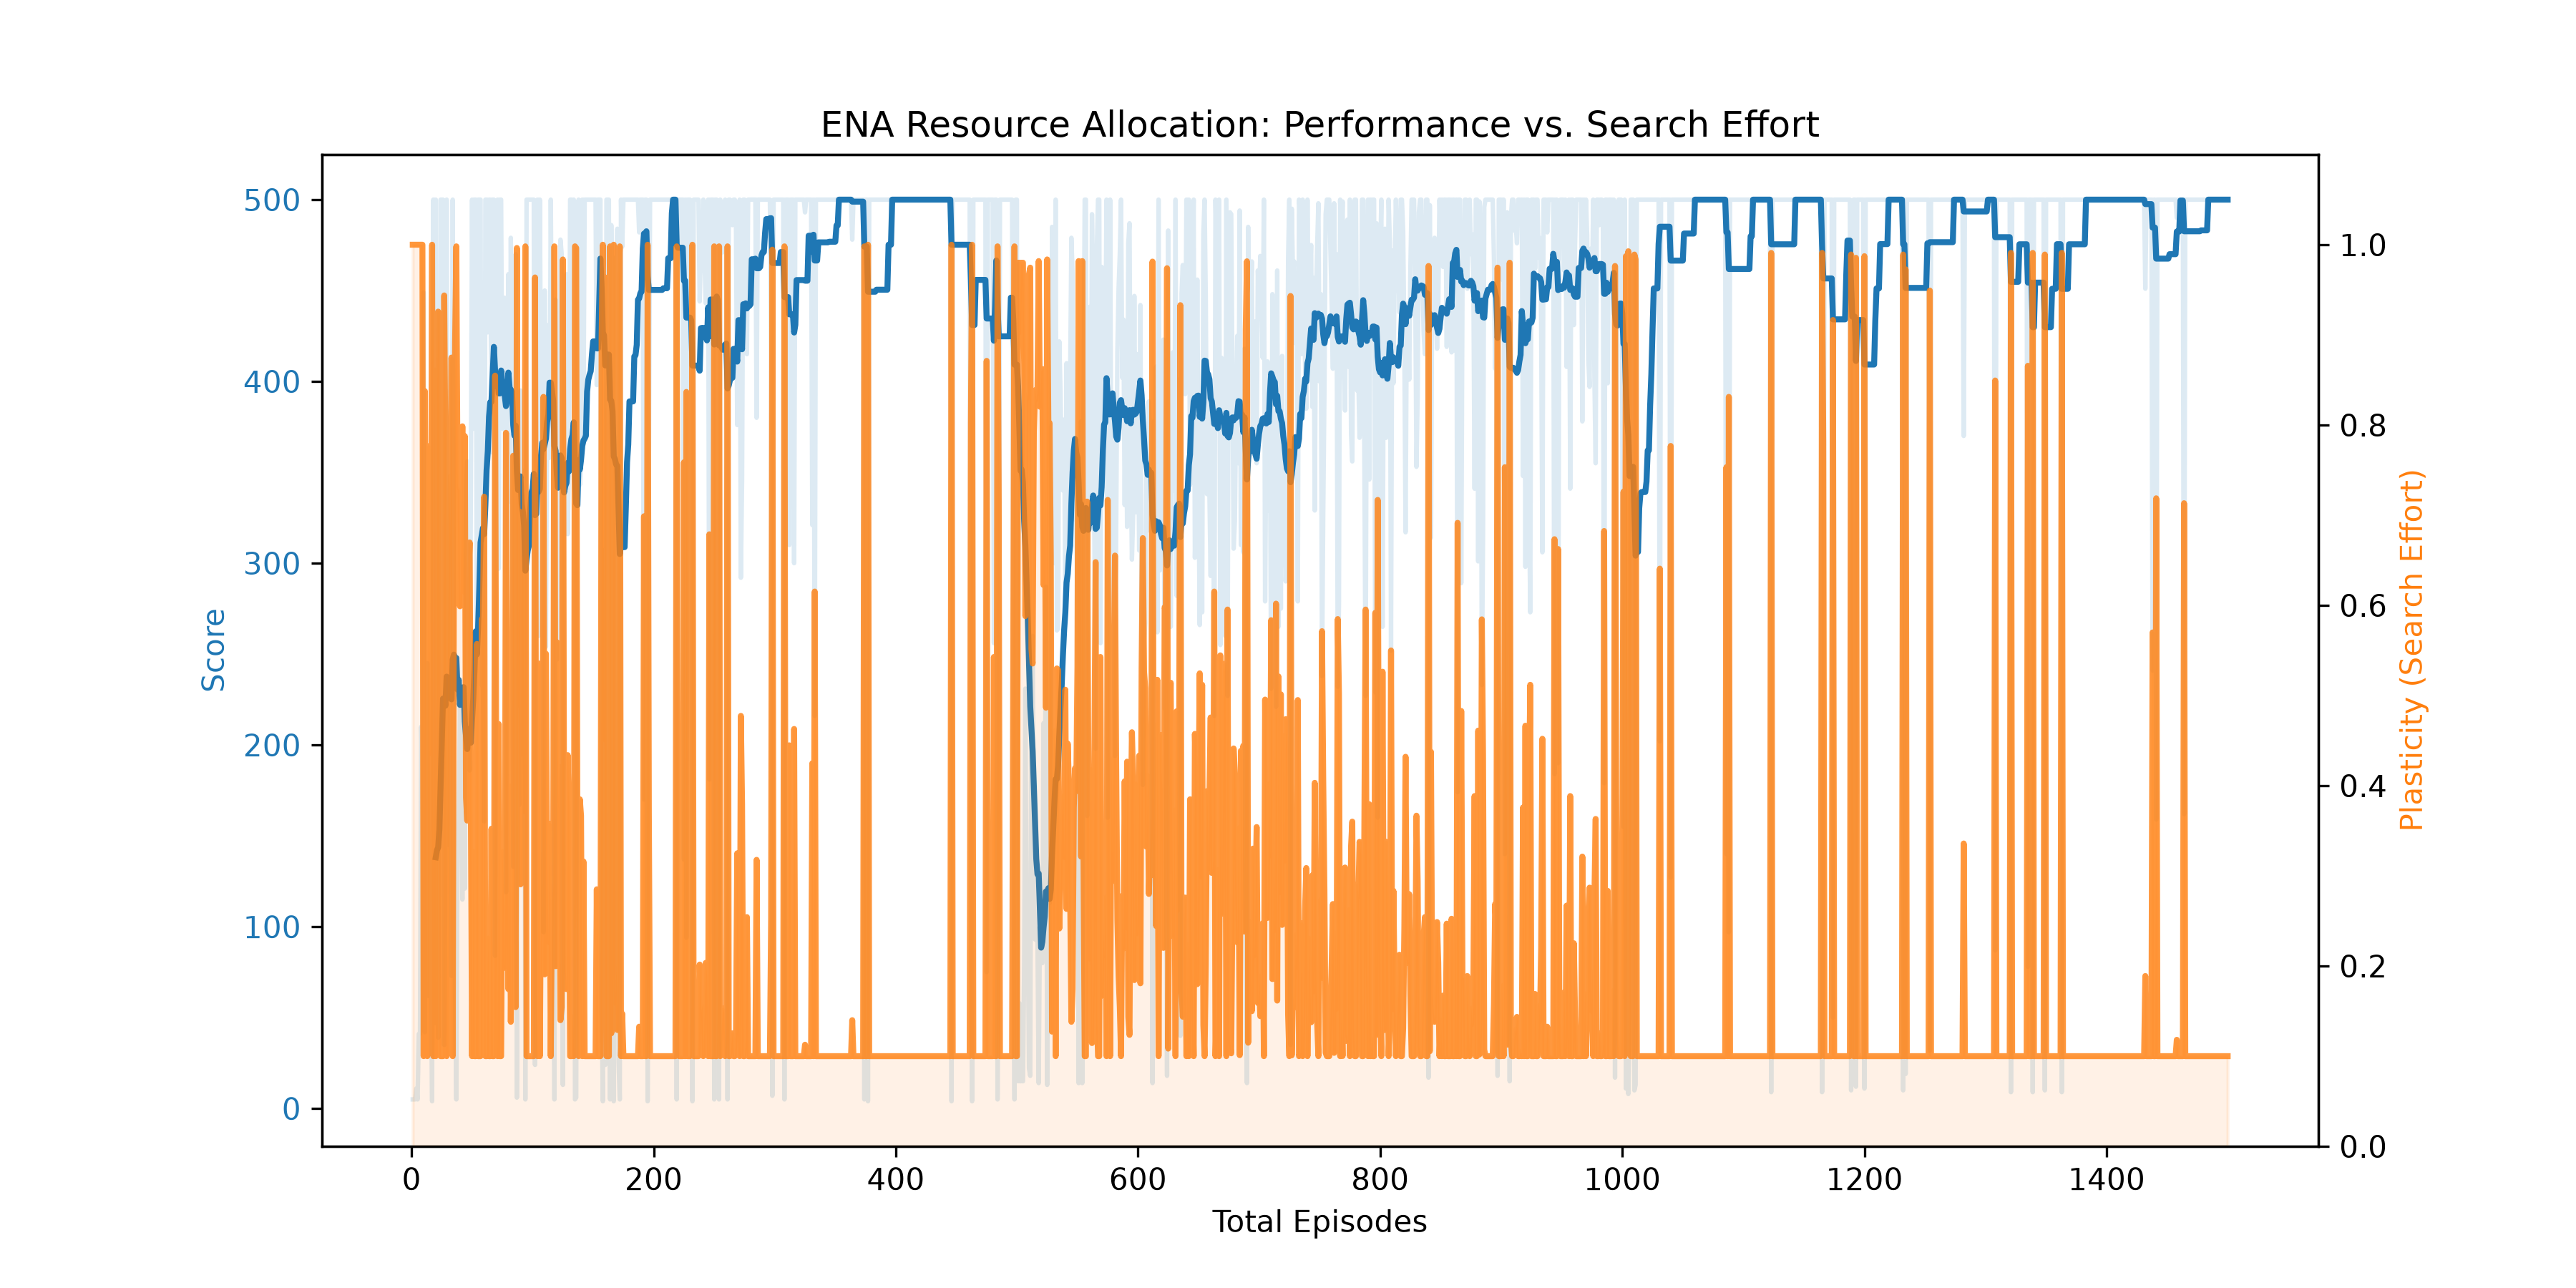 ENA Resource Allocation: Performance vs. Search Effort
500
400
300
200
100
0
Score
1.0
0.8
0.6
0.4
0.2
0.0
Plasticity (Search Effort)
0 200 400 600 800 1000 1200 1400
Total Episodes